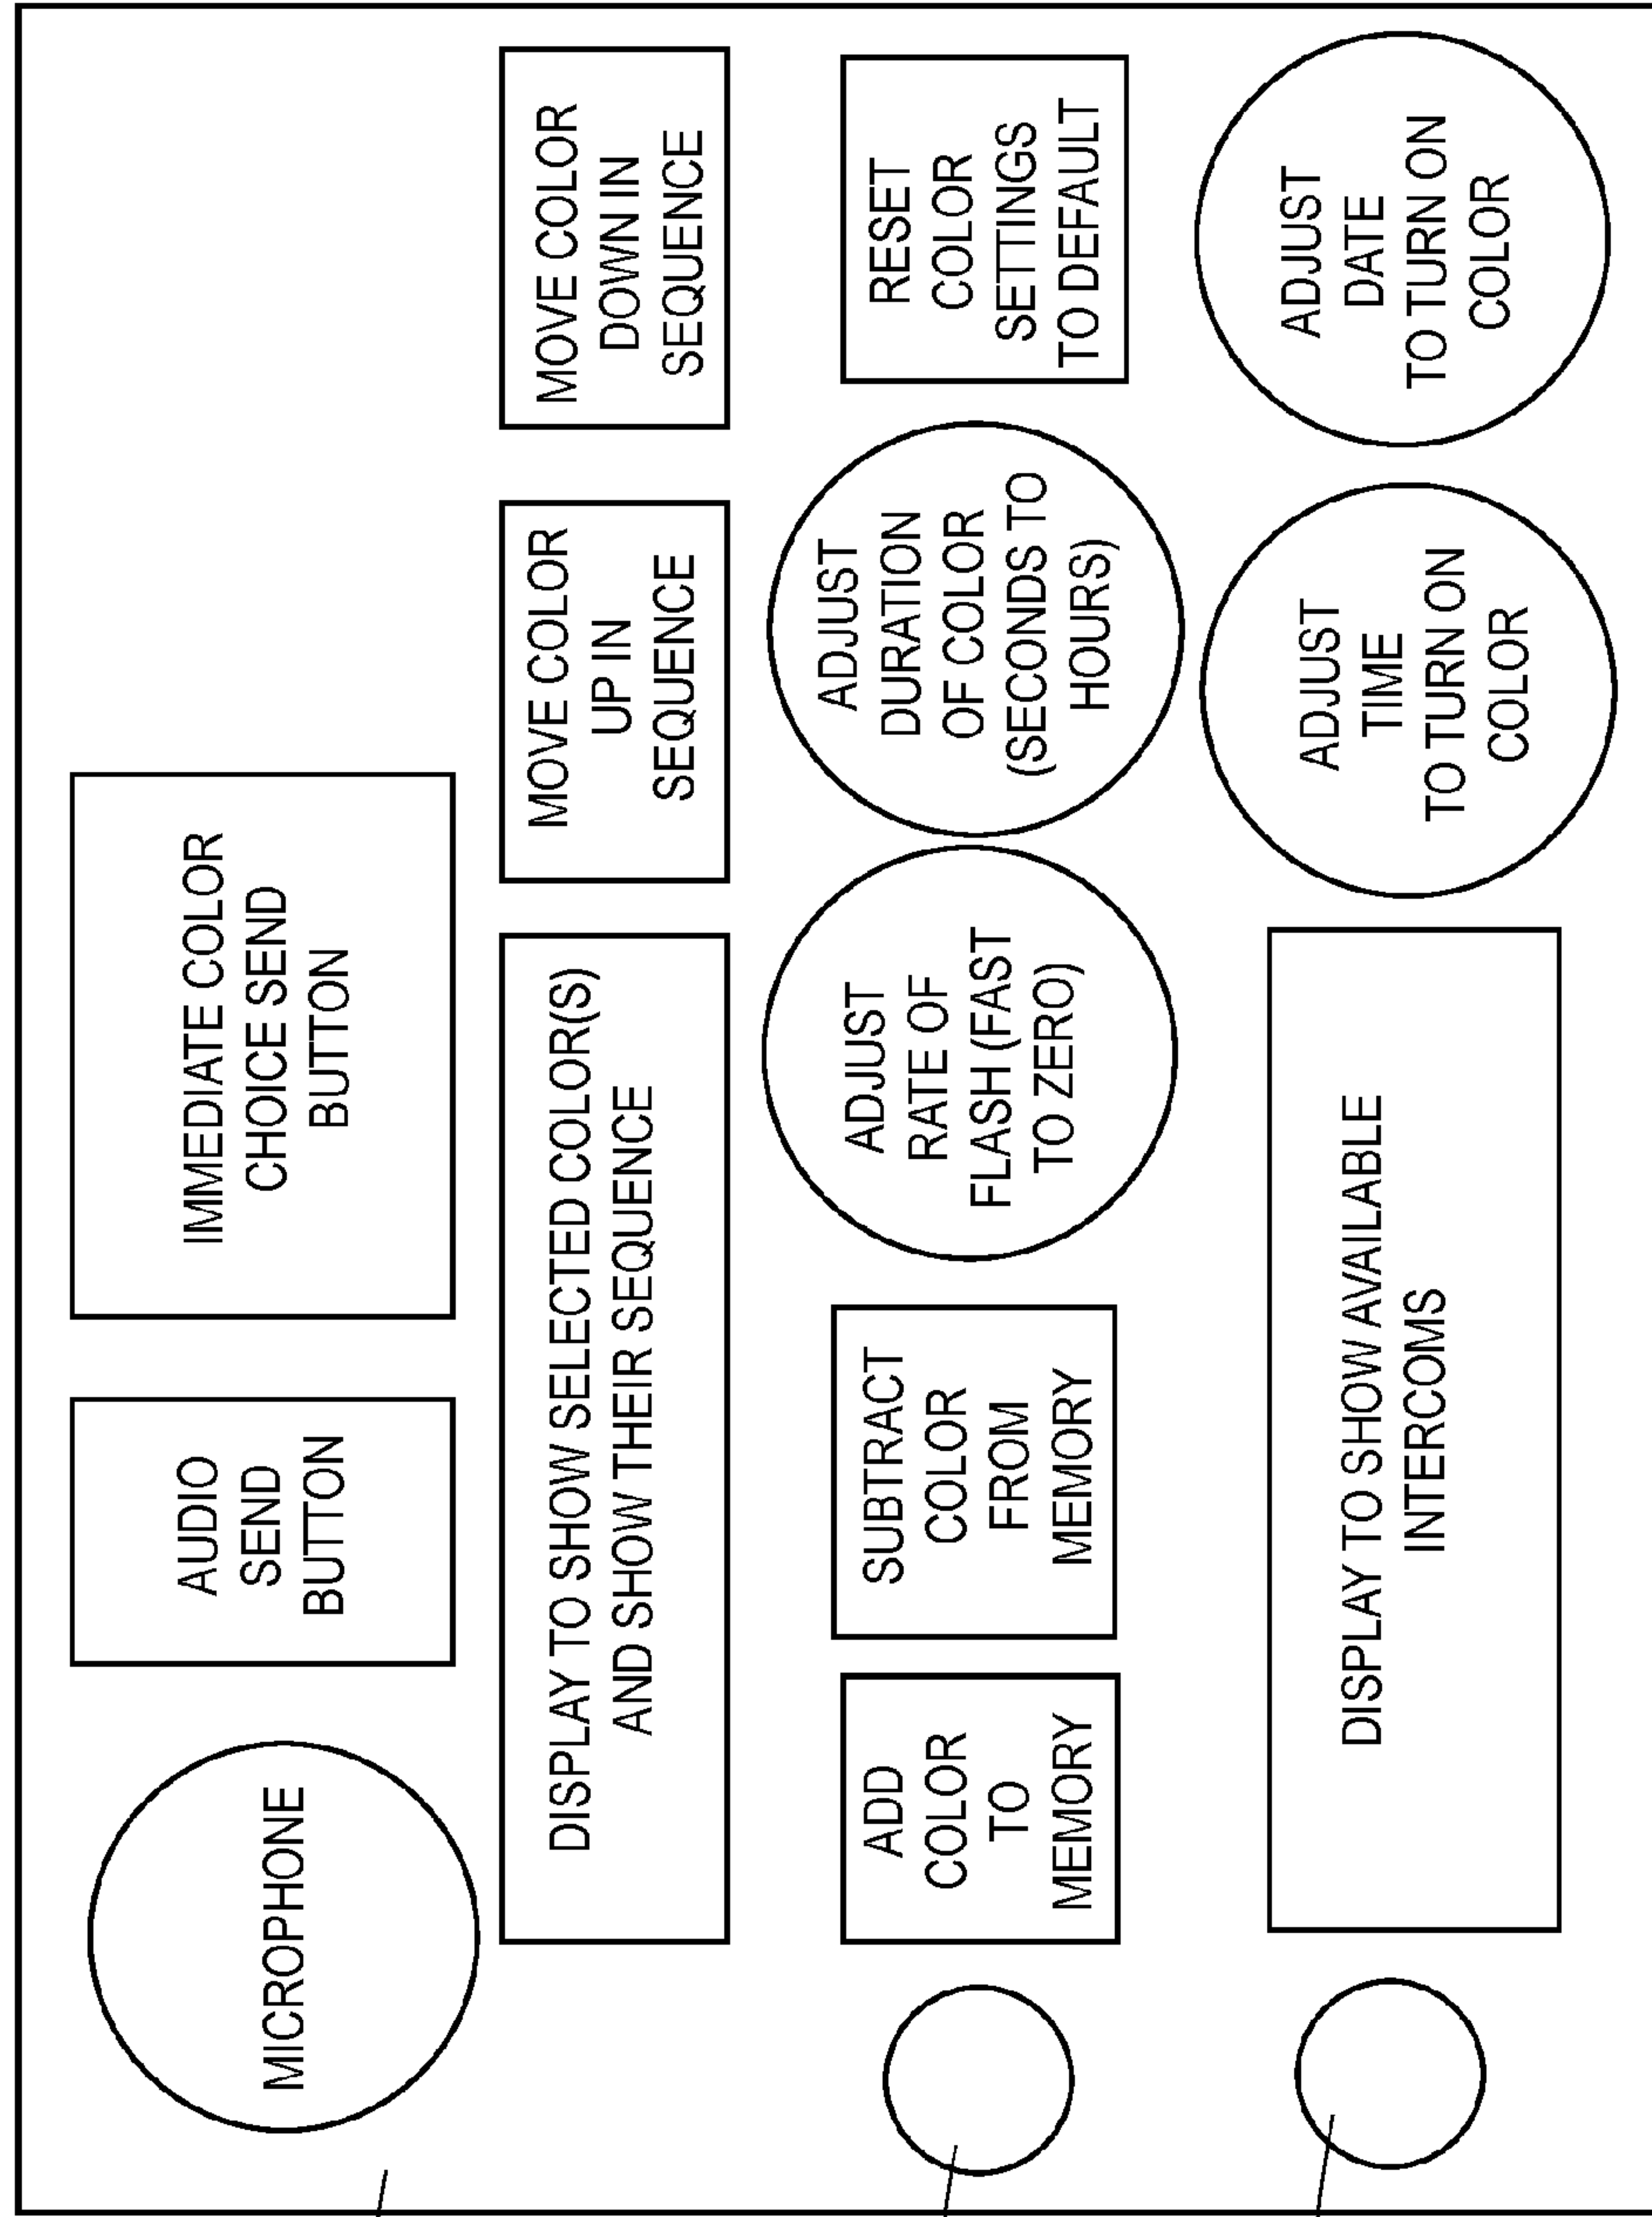 MICROPHONE
AUDIO
SEND
BUTTON
IMMEDIATE COLOR
CHOICE SEND
BUTTON
DISPLAY TO SHOW SELECTED COLOR(S)
AND SHOW THEIR SEQUENCE
MOVE COLOR
UP IN
SEQUENCE
MOVE COLOR
DOWN IN
SEQUENCE
ADD
COLOR
TO
MEMORY
SUBTRACT
COLOR
FROM
MEMORY
ADJUST
RATE OF
FLASH (FAST
TO ZERO)
ADJUST
DURATION
OF COLOR
(SECONDS TO
HOURS)
RESET
COLOR
SETTINGS
TO DEFAULT
DISPLAY TO SHOW AVAILABLE
INTERCOMS
ADJUST
TIME
TO TURN ON
COLOR
ADJUST
DATE
TO TURN ON
COLOR